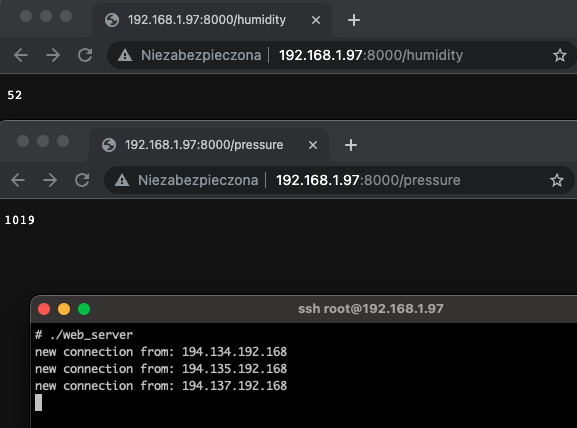 192.168.1.97:8000/humidity
Niezabezpieczona | 192.168.1.97:8000/humidity
52
192.168.1.97:8000/pressure
Niezabezpieczona | 192.168.1.97:8000/pressure
1019
ssh root@192.168.1.97
# ./web_server
new connection from: 194.134.192.168
new connection from: 194.135.192.168
new connection from: 194.137.192.168